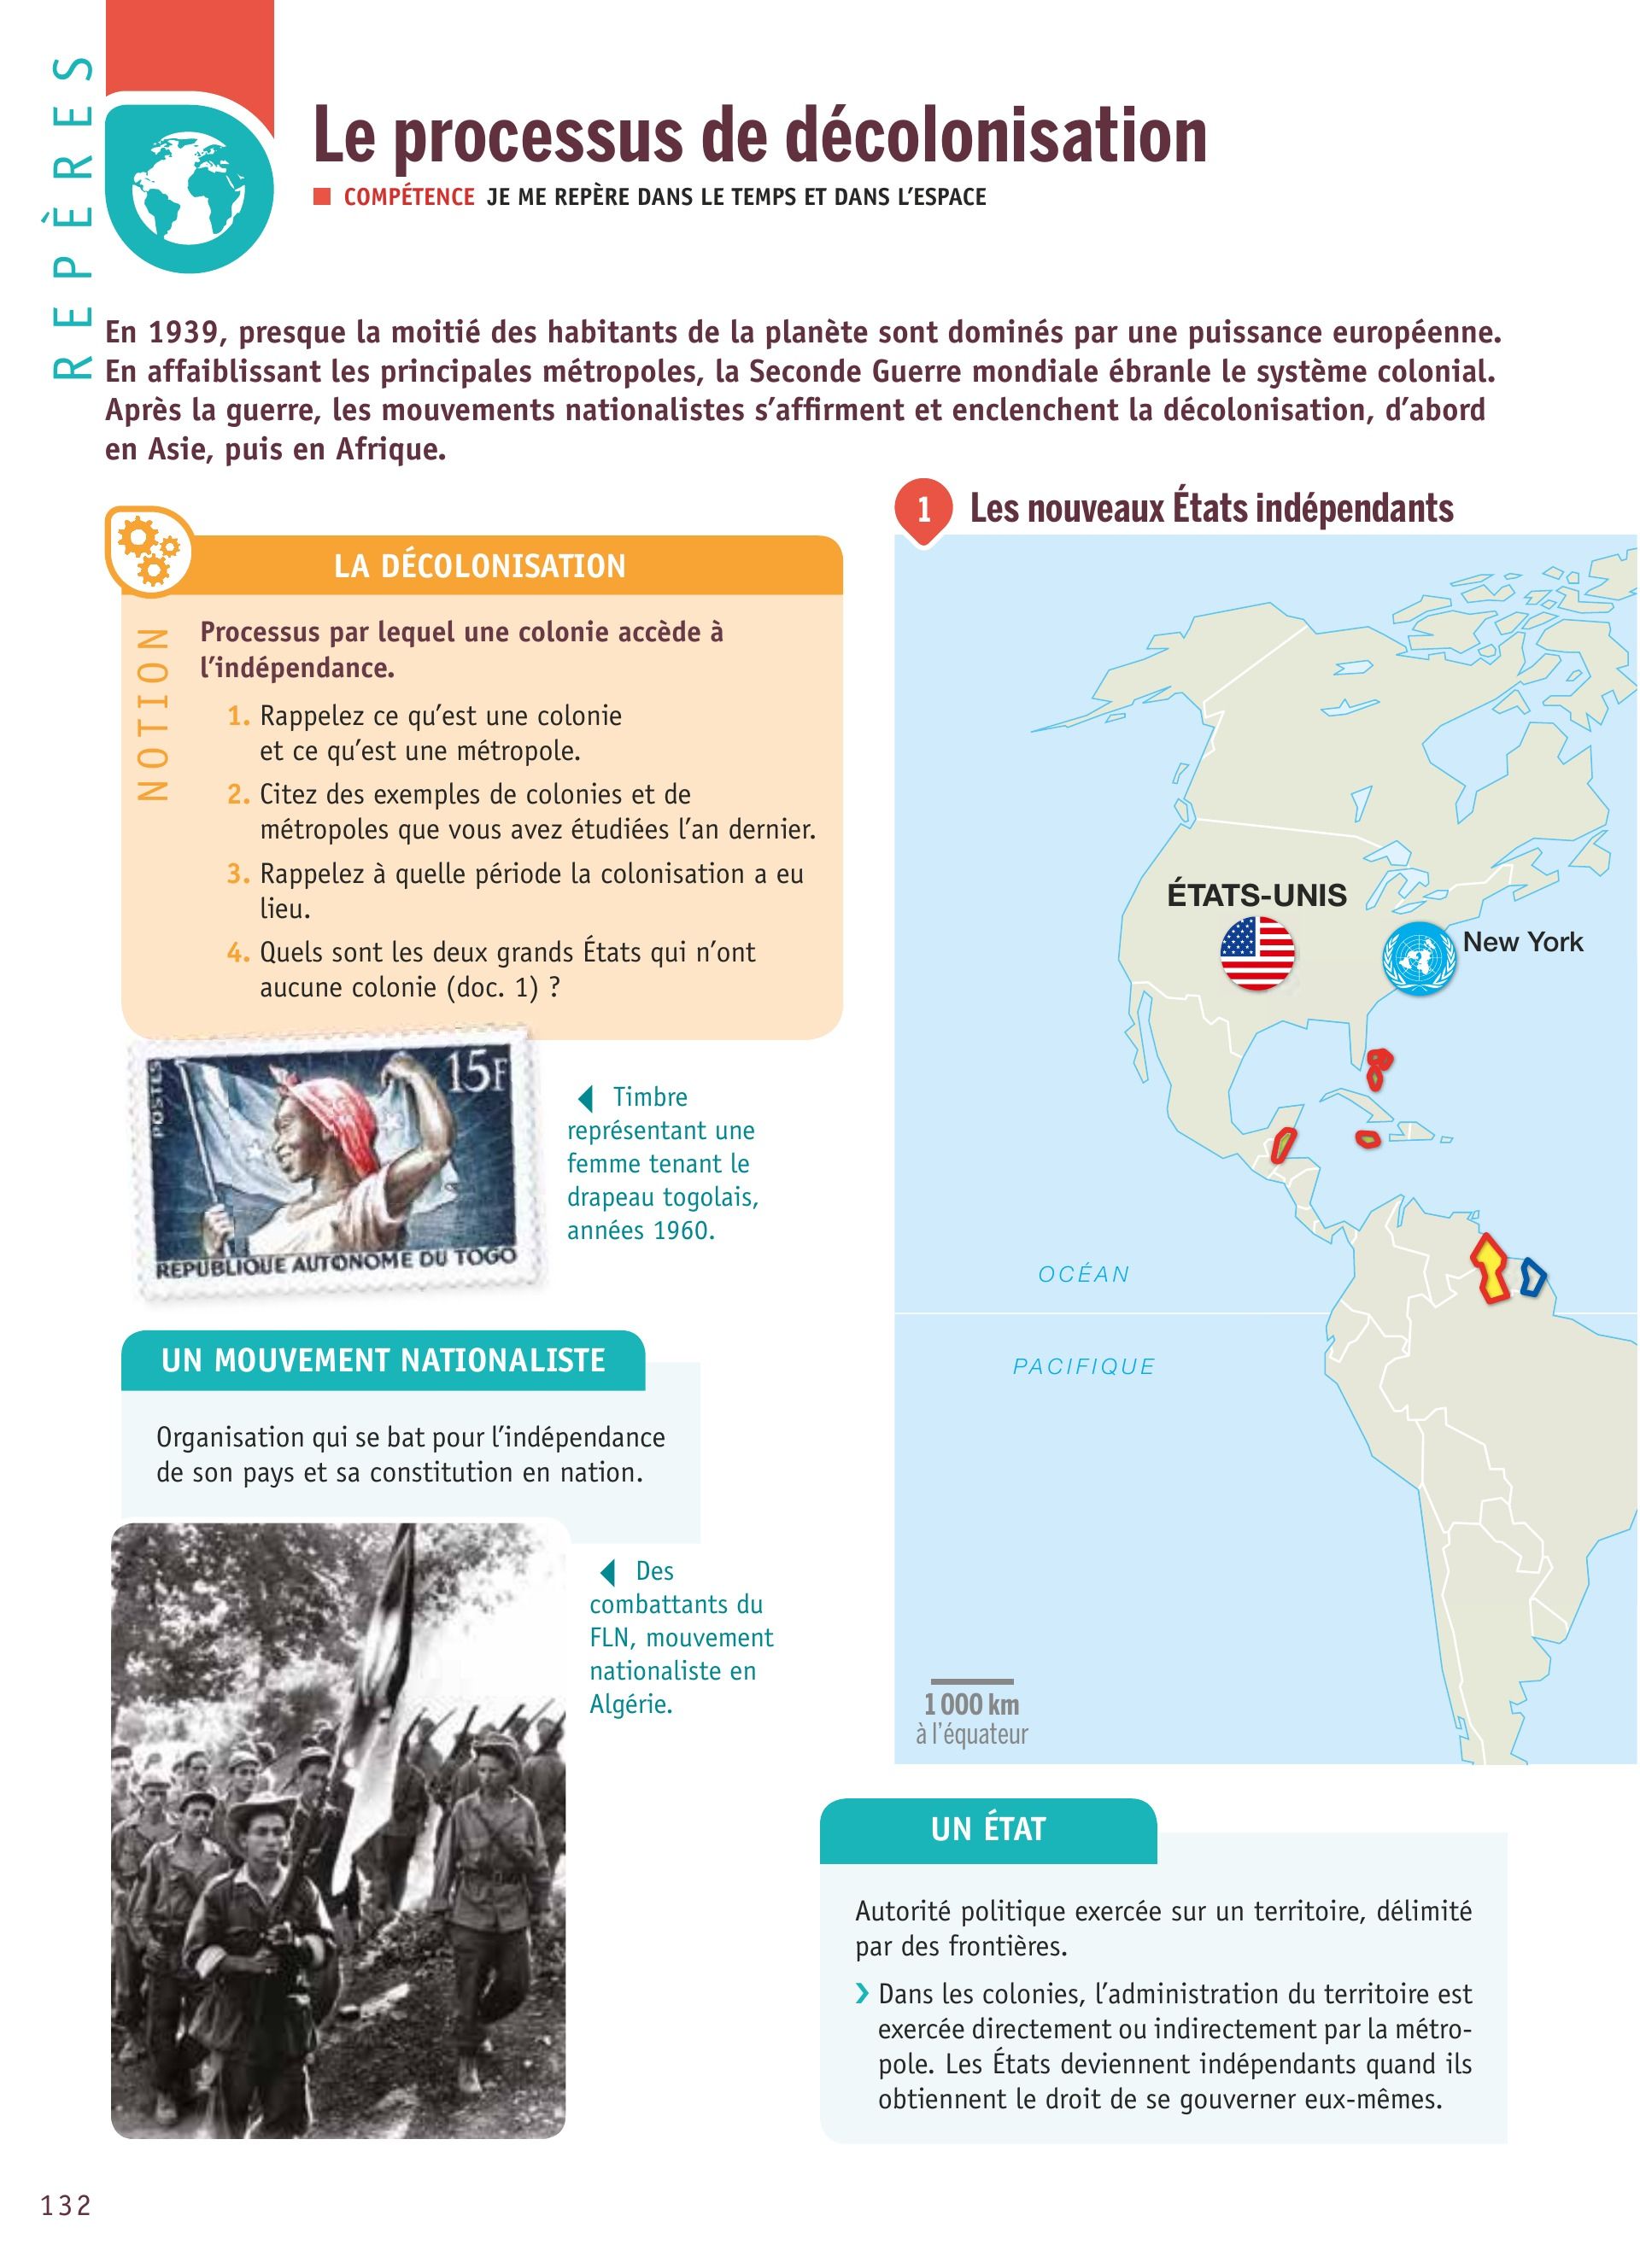 REPÈRES
Le processus de décolonisation
COMPÉTENCE JE ME REPÈRE DANS LE TEMPS ET DANS L’ESPACE
En 1939, presque la moitié des habitants de la planète sont dominés par une puissance européenne.
En affaiblissant les principales métropoles, la Seconde Guerre mondiale ébranle le système colonial.
Après la guerre, les mouvements nationalistes s’affirment et enclenchent la décolonisation, d’abord
en Asie, puis en Afrique.
LA DÉCOLONISATION
NOTION
Processus par lequel une colonie accède à
l’indépendance.
1. Rappelez ce qu’est une colonie
et ce qu’est une métropole.
2. Citez des exemples de colonies et de
métropoles que vous avez étudiées l’an dernier.
3. Rappelez à quelle période la colonisation a eu
lieu.
4. Quels sont les deux grands États qui n’ont
aucune colonie (doc. 1) ?
POSTES
15F
REPUBLIQUE AUTONOME DU TOGO
Timbre
représentant une
femme tenant le
drapeau togolais,
années 1960.
UN MOUVEMENT NATIONALISTE
Organisation qui se bat pour l’indépendance
de son pays et sa constitution en nation.
Des
combattants du
FLN, mouvement
nationaliste en
Algérie.
1 Les nouveaux États indépendants
ÉTATS-UNIS
New York
OCÉAN
PACIFIQUE
1 000 km
à l’équateur
UN ÉTAT
Autorité politique exercée sur un territoire, délimité
par des frontières.
Dans les colonies, l’administration du territoire est
exercée directement ou indirectement par la métro-
pole. Les États deviennent indépendants quand ils
obtiennent le droit de se gouverner eux-mêmes.
132